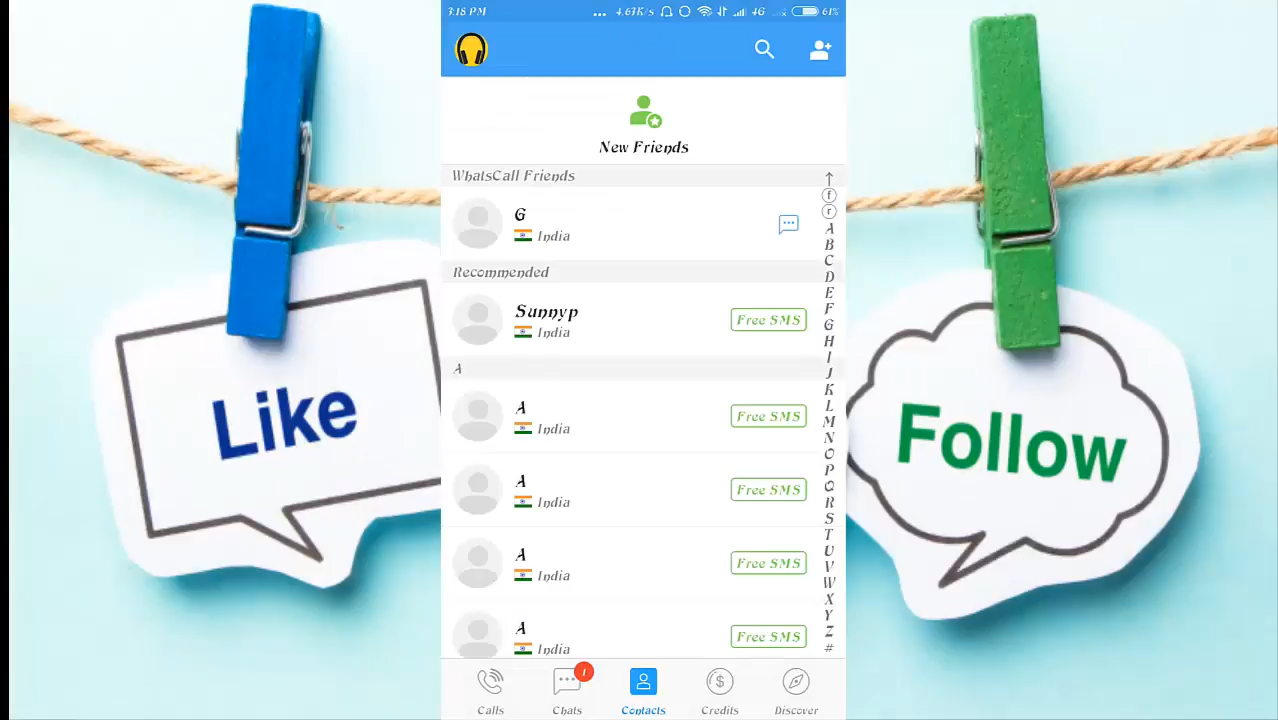 3:18 PM ... 4.63K/s 4G 61%
New Friends
WhatsCall Friends
G
India
Recommended
Sunnyp
India
Free SMS
A
A
India
Free SMS
A
India
Free SMS
A
India
Free SMS
A
India
Free SMS
↑
f
r
A
B
C
D
E
F
G
H
I
J
K
L
M
N
O
P
Q
R
S
T
U
V
W
X
Y
Z
#
1
Calls
Chats
Contacts
Credits
Discover
Like
Follow